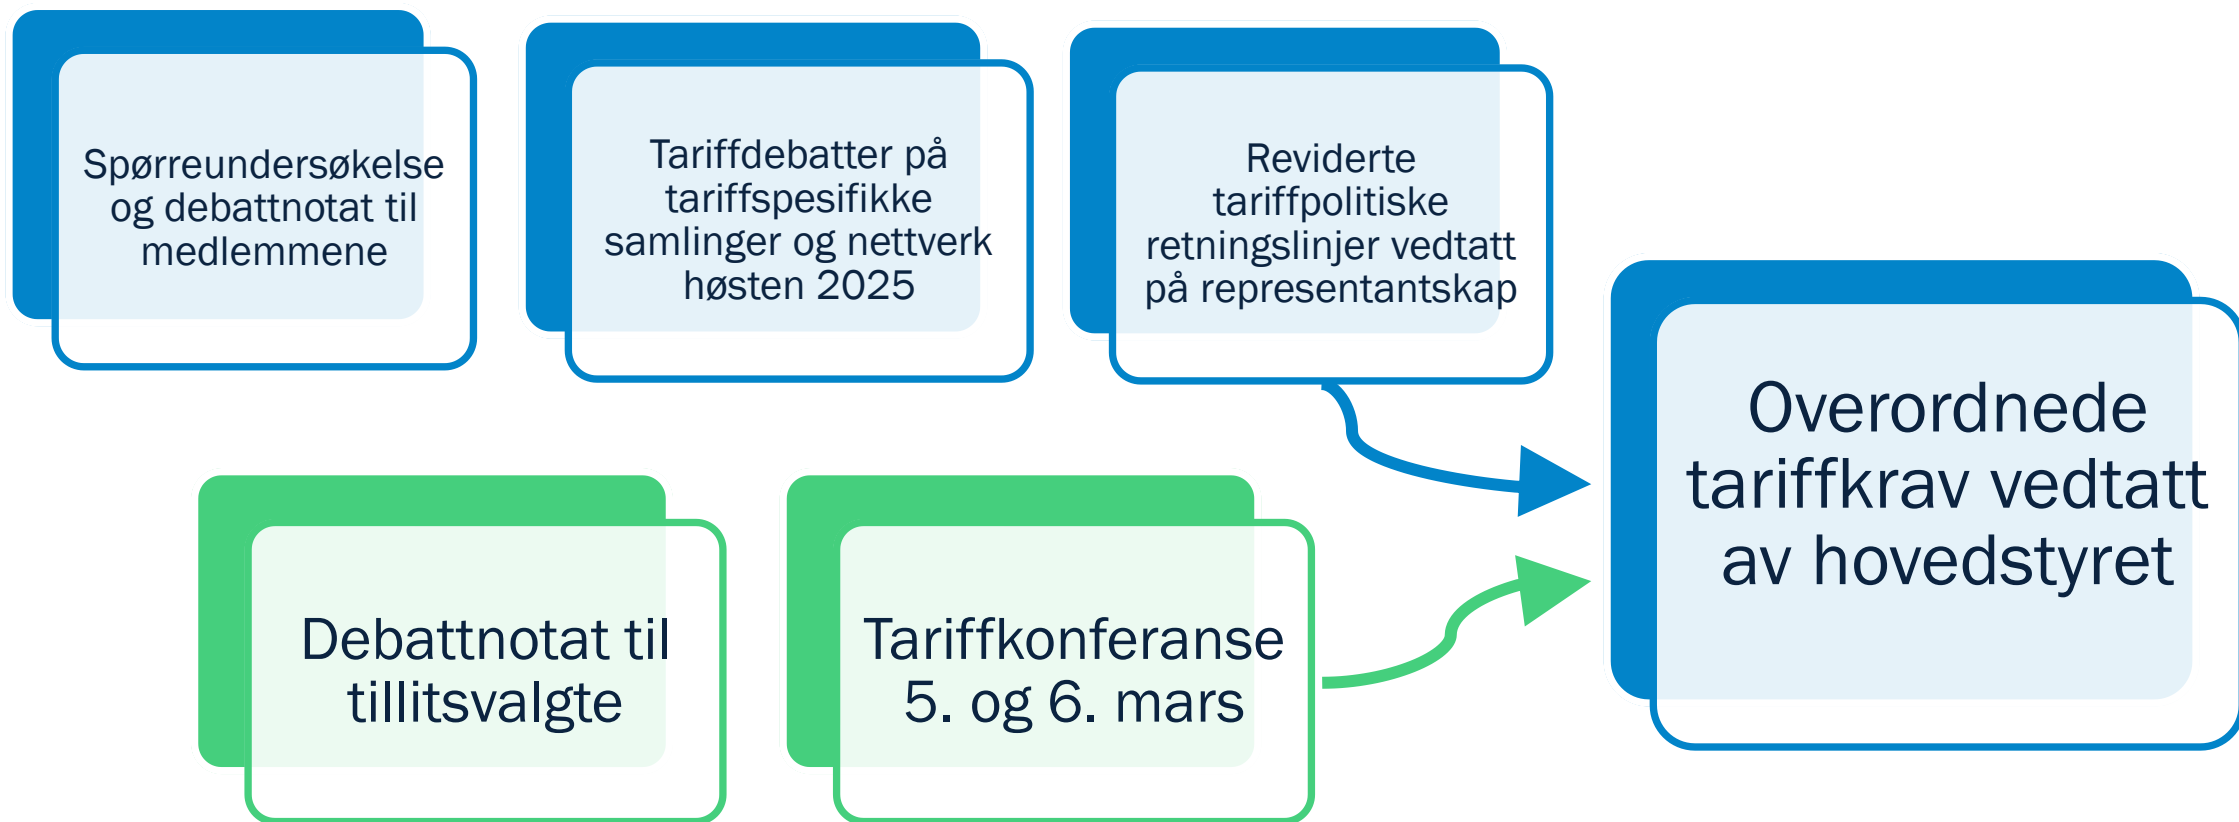 Spørreundersøkelse
og debattnotat til
medlemmene
Tariffdebatter på
tariffspesifikke
samlinger og nettverk
høsten 2025
Reviderte
tariffpolitiske
retningslinjer vedtatt
på representantskap
Overordnede
tariffkrav vedtatt
av hovedstyret
Debattnotat til
tillitsvalgte
Tariffkonferanse
5. og 6. mars